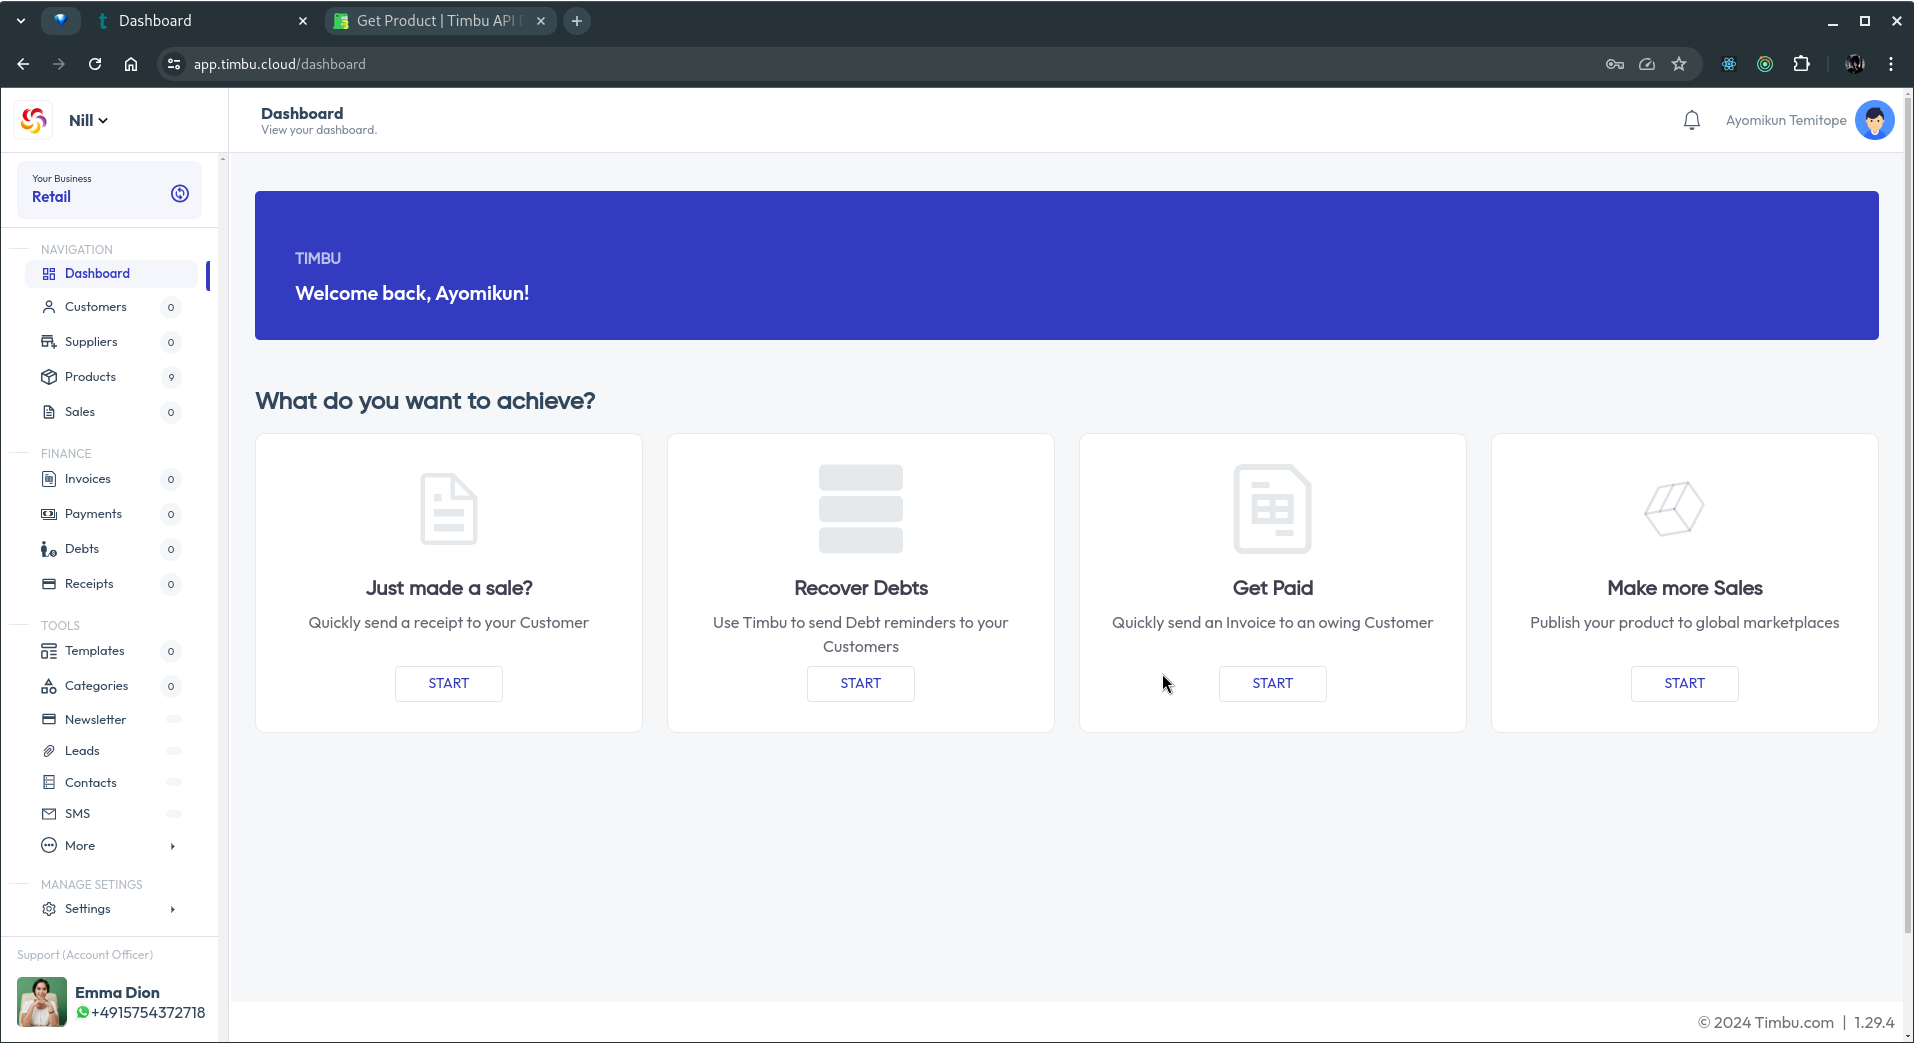 Dashboard
Get Product | Timbu API
app.timbu.cloud/dashboard
Nill
Dashboard
View your dashboard.
Ayomikun Temitope
Your Business
Retail
NAVIGATION
Dashboard
Customers 0
Suppliers 0
Products 9
Sales 0
FINANCE
Invoices 0
Payments 0
Debts 0
Receipts 0
TOOLS
Templates 0
Categories 0
Newsletter
Leads
Contacts
SMS
More
MANAGE SETINGS
Settings
Support (Account Officer)
Emma Dion
+4915754372718
TIMBU
Welcome back, Ayomikun!
What do you want to achieve?
Just made a sale?
Quickly send a receipt to your Customer
START
Recover Debts
Use Timbu to send Debt reminders to your
Customers
START
Get Paid
Quickly send an Invoice to an owing Customer
START
Make more Sales
Publish your product to global marketplaces
START
© 2024 Timbu.com | 1.29.4